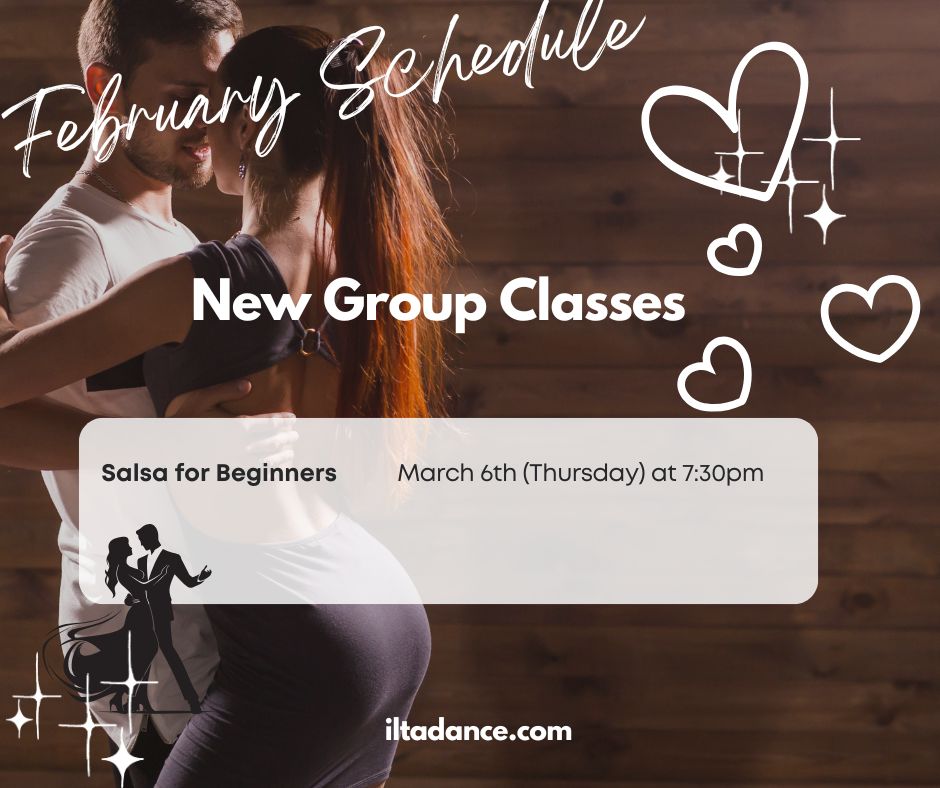 February Schedule
New Group Classes
Salsa for Beginners March 6th (Thursday) at 7:30pm
iltadance.com